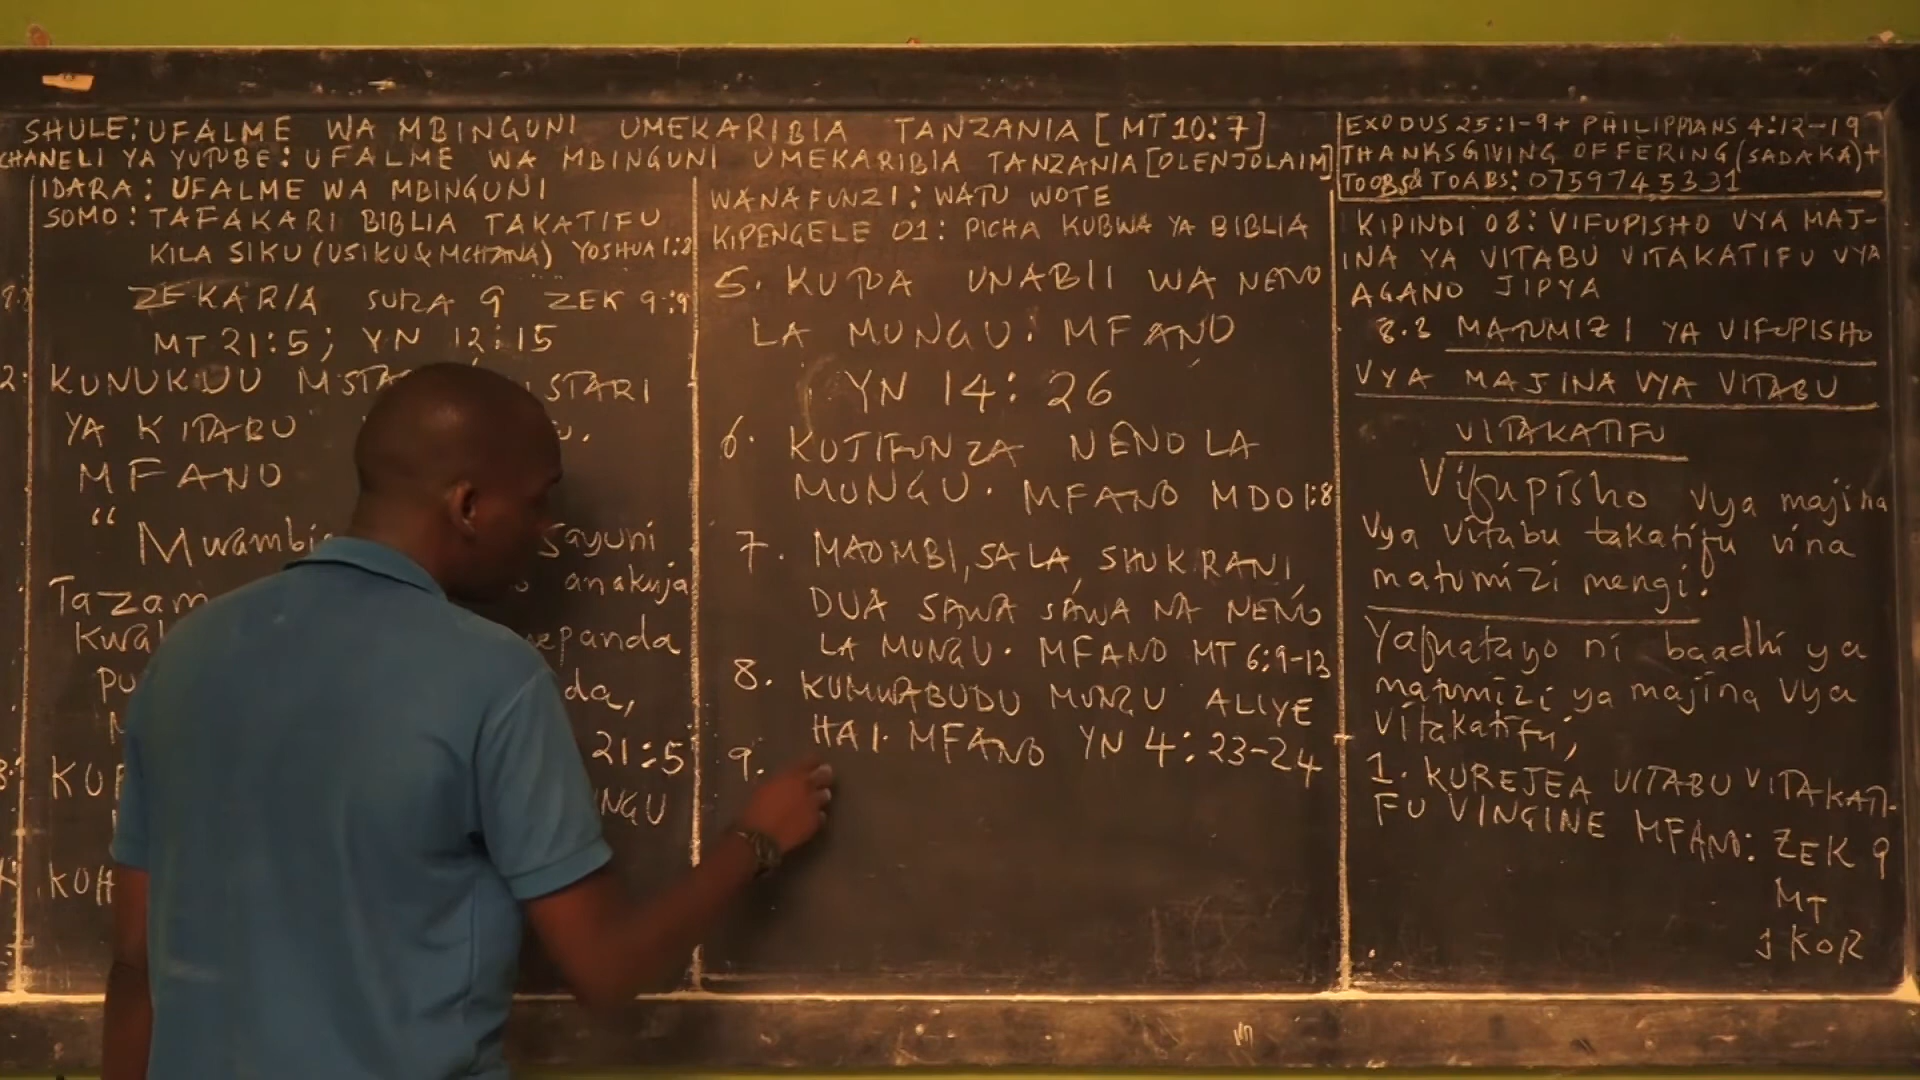 SHULE: UFALME WA MBINGUNI UMEKARIBIA TANZANIA [MT 10:7]
CHANELI YA YUTUBE: UFALME WA MBINGUNI UMEKARIBIA TANZANIA [OLENJOLAIM]
IDARA: UFALME WA MBINGUNI
SOMO: TAFAKARI BIBLIA TAKATIFU
KILA SIKU (USIKU & MCHANA) YOSHUA 1:8
ZEKARIA SURA 9 ZEK 9:9
MT 21:5; YN 12:15
2. KUNUKUU STARI
YA KITABU
MFANO
“Mwambi sayuni
Tazam anakuja
Kwa epanda
pu da,
21:5
KU NGU
KOH
WANAFUNZI: WATU WOTE
KIPENGELE 01: PICHA KUBWA YA BIBLIA
5. KUTOA UNABII WA NENO
LA MUNGU. MFANO
YN 14:26
6. KUJIFUNZA NENO LA
MUNGU. MFANO MDO 1:8
7. MAOMBI, SALA, SHUKRANI,
DUA SAWA SAWA NA NENO
LA MUNGU. MFANO MT 6:9-13
8. KUMWABUDU MUNGU ALIYE
HAI. MFANO YN 4:23-24
9.
EXODUS 25:1-9 + PHILIPPIANS 4:12-19
THANKSGIVING OFFERING (SADAKA) +
TOOBS & TOABS: 0759745331
KIPINDI 08: VIFUPISHO VYA MAJ-
INA YA VITABU VITAKATIFU VYA
AGANO JIPYA
8.2 MATUMIZI YA VIFUPISHO
VYA MAJINA VYA VITABU
VITAKATIFU
Vifupisho vya majina
vya vitabu takatifu vina
matumizi mengi.
Yafuatayo ni baadhi ya
matumizi ya majina vya
vitakatifu;
1. KUREJEA VITABU VITAKATI-
FU VINGINE MFANO: ZEK 9
MT
1 KOR